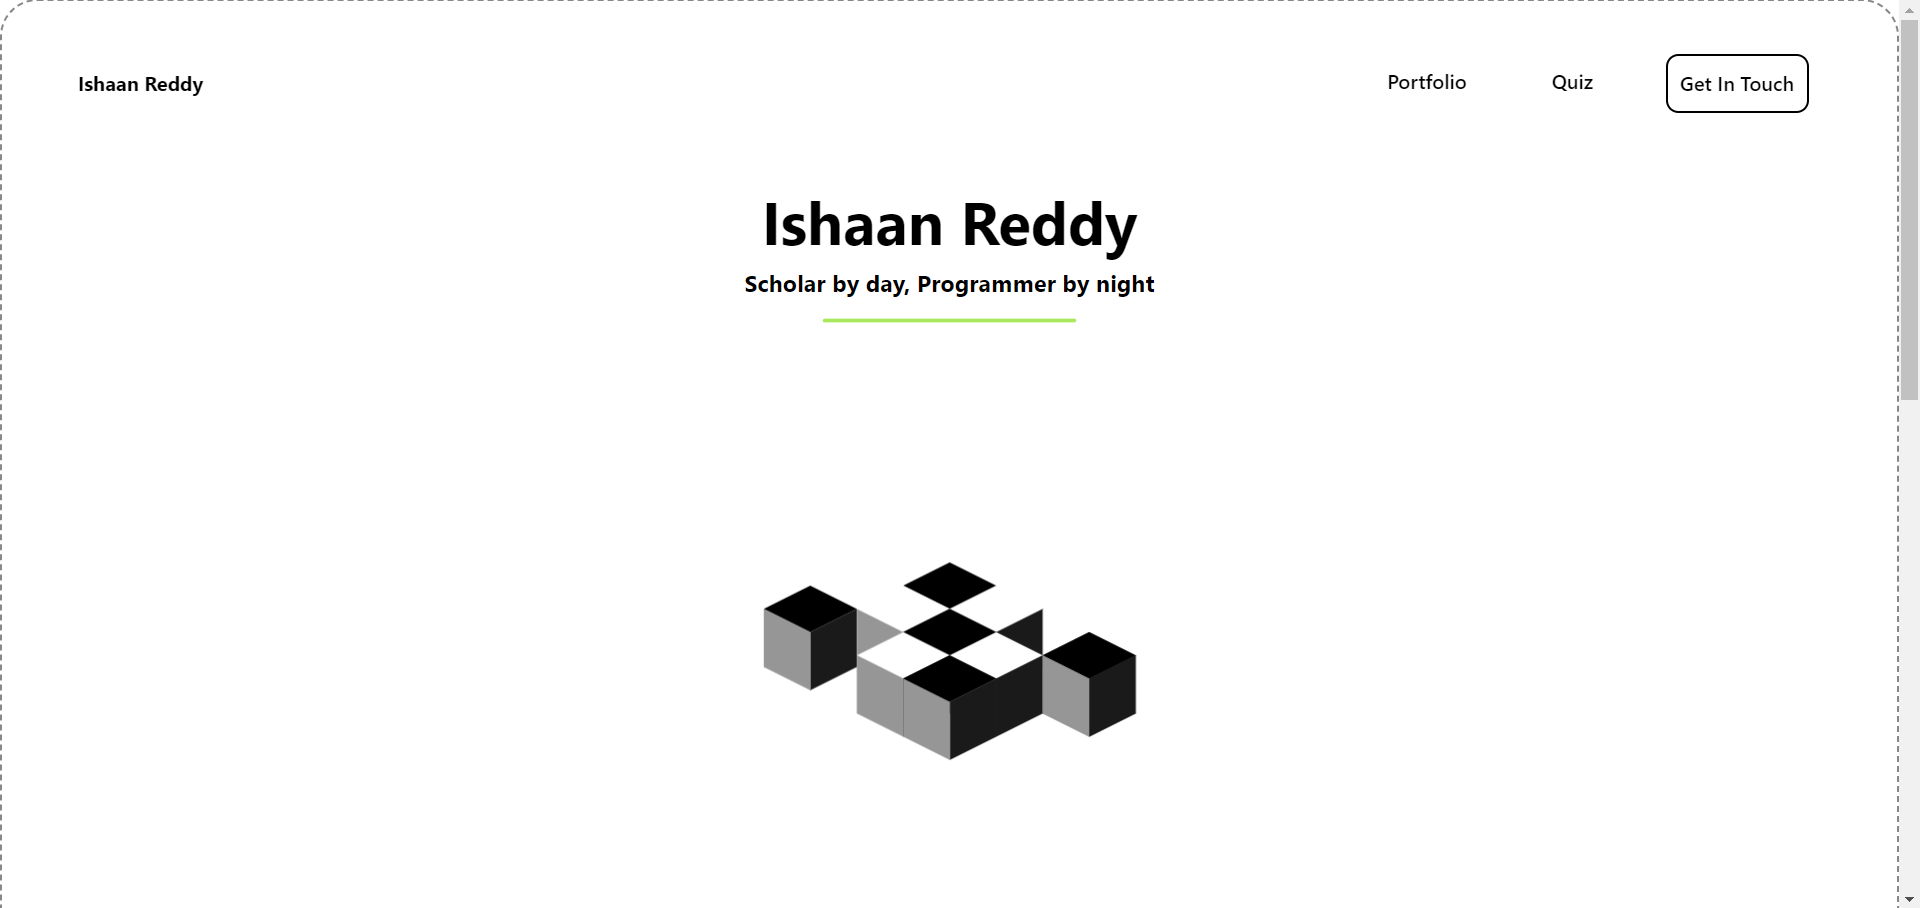 Ishaan Reddy
Portfolio
Quiz
Get In Touch
Ishaan Reddy
Scholar by day, Programmer by night